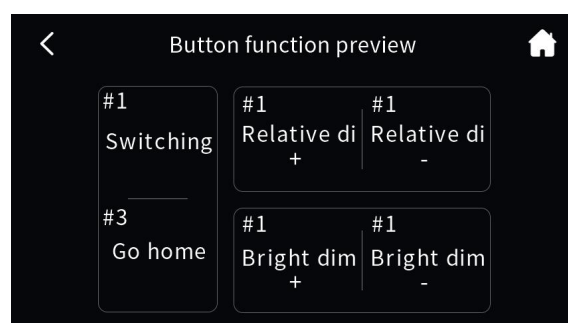 Button function preview
#1
Switching
#3
Go home
#1 #1
Relative di Relative di
+ -
#1 #1
Bright dim Bright dim
+ -